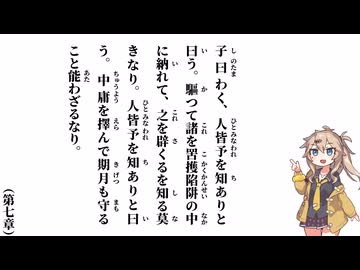 子曰わく、人皆予を知ありと
曰う。驅つて諸を罟擭陷阱の中
に納れて、之を辟くるを知る莫
きなり。人皆予を知ありと曰
う。中庸を擇んで期月も守る
こと能わざるなり。
(第七章)